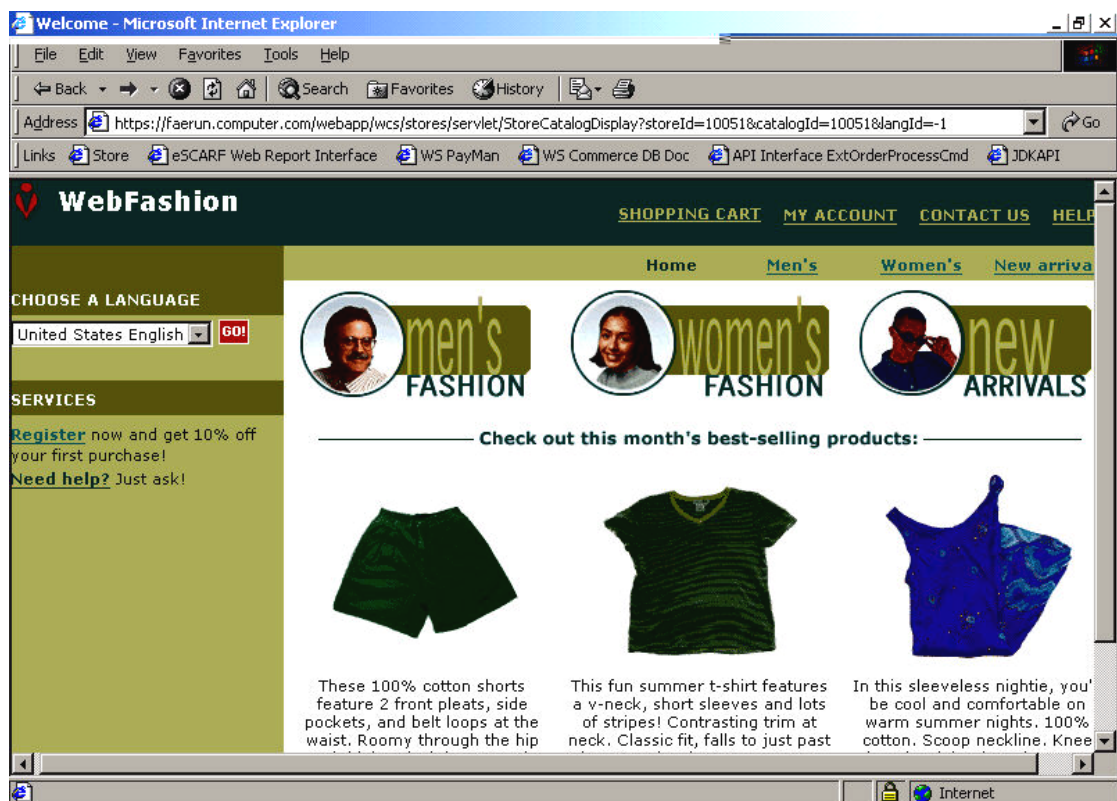 Welcome - Microsoft Internet Explorer
File Edit View Favorites Tools Help
Back Search Favorites History
Address https://faerun.computer.com/webapp/wcs/stores/servlet/StoreCatalogDisplay?storeId=10051&catalogId=10051&langId=-1 Go
Links Store eSCARF Web Report Interface WS PayMan WS Commerce DB Doc API Interface ExtOrderProcessCmd JDKAPI
WebFashion
SHOPPING CART MY ACCOUNT CONTACT US HELP
Home Men's Women's New arriva
CHOOSE A LANGUAGE
United States English GO!
SERVICES
Register now and get 10% off
your first purchase!
Need help? Just ask!
men's
FASHION
women's
FASHION
new
ARRIVALS
Check out this month's best-selling products:
These 100% cotton shorts
feature 2 front pleats, side
pockets, and belt loops at the
waist. Roomy through the hip
This fun summer t-shirt features
a v-neck, short sleeves and lots
of stripes! Contrasting trim at
neck. Classic fit, falls to just past
In this sleeveless nightie, you'
be cool and comfortable on
warm summer nights. 100%
cotton. Scoop neckline. Knee
Internet